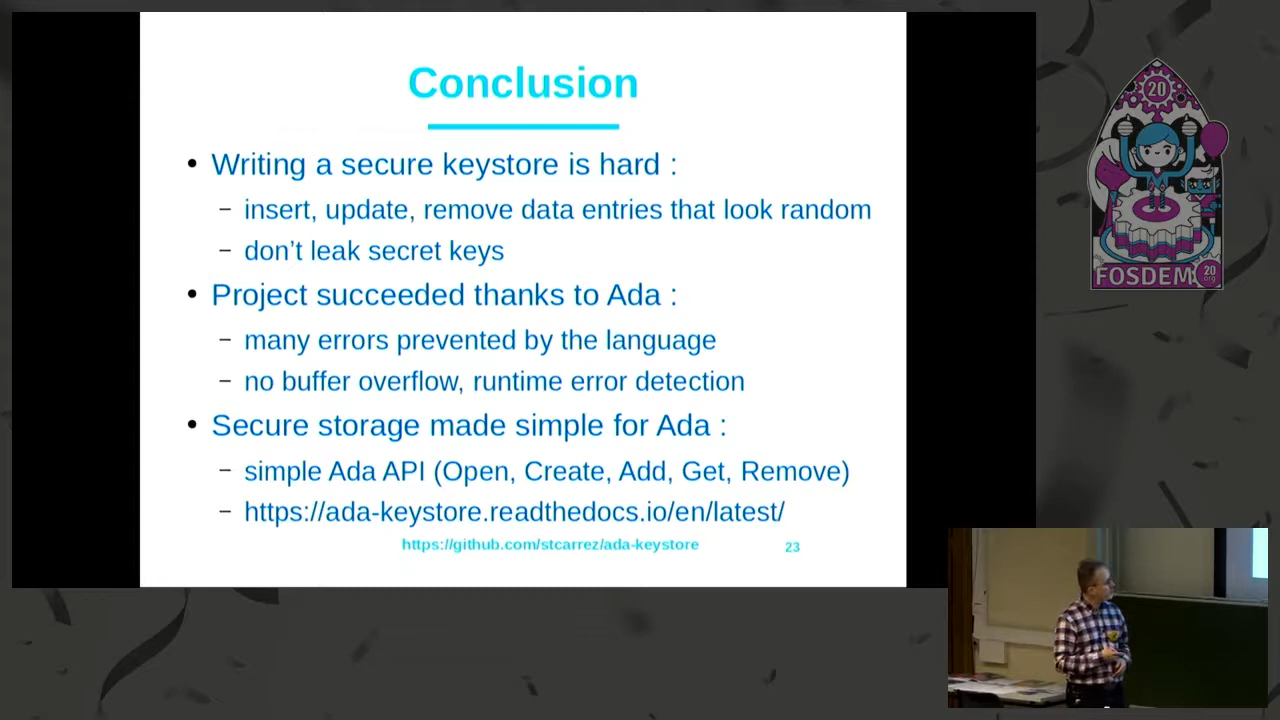 Conclusion
• Writing a secure keystore is hard :
– insert, update, remove data entries that look random
– don’t leak secret keys
• Project succeeded thanks to Ada :
– many errors prevented by the language
– no buffer overflow, runtime error detection
• Secure storage made simple for Ada :
– simple Ada API (Open, Create, Add, Get, Remove)
– https://ada-keystore.readthedocs.io/en/latest/
https://github.com/stcarrez/ada-keystore 23
20
FOSDEM 20
.org